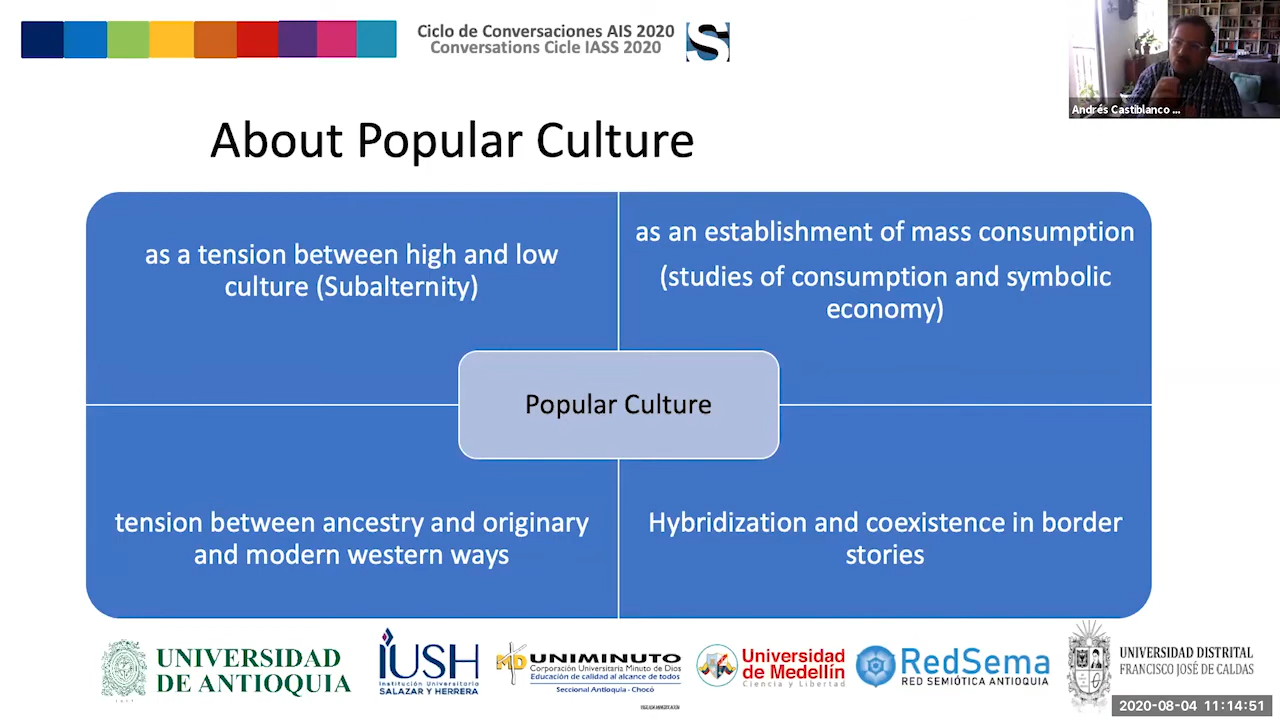 Ciclo de Conversaciones AIS 2020
Conversations Cicle IASS 2020
S
Andrés Castiblanco ...
About Popular Culture
as a tension between high and low
culture (Subalternity)
as an establishment of mass consumption
(studies of consumption and symbolic
economy)
Popular Culture
tension between ancestry and originary
and modern western ways
Hybridization and coexistence in border
stories
UNIVERSIDAD
DE ANTIOQUIA
IUSH
Institución Universitaria
SALAZAR Y HERRERA
MD UNIMINUTO
Corporación Universitaria Minuto de Dios
Educación de calidad al alcance de todos
Seccional Antioquia - Chocó
Universidad
de Medellín
Ciencia y Libertad
RedSema
RED SEMIÓTICA ANTIOQUIA
UNIVERSIDAD DISTRITAL
FRANCISCO JOSÉ DE CALDAS
2020-08-04 11:14:51